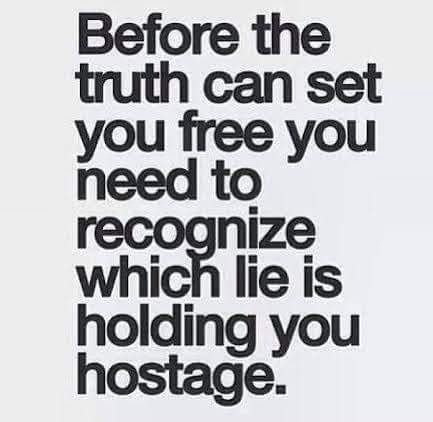 Before the
truth can set
you free you
need to
recognize
which lie is
holding you
hostage.